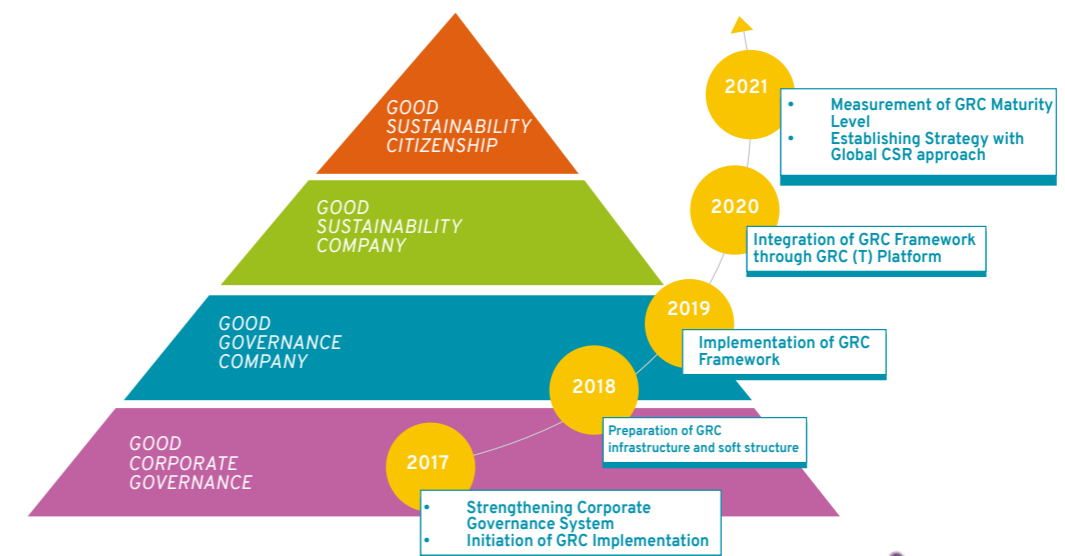 GOOD
SUSTAINABILITY
CITIZENSHIP
GOOD
SUSTAINABILITY
COMPANY
GOOD
GOVERNANCE
COMPANY
GOOD
CORPORATE
GOVERNANCE
2021
• Measurement of GRC Maturity
Level
• Establishing Strategy with
Global CSR approach
2020
Integration of GRC Framework
through GRC (T) Platform
2019
Implementation of GRC
Framework
2018
Preparation of GRC
infrastructure and soft structure
2017
• Strengthening Corporate
Governance System
• Initiation of GRC Implementation